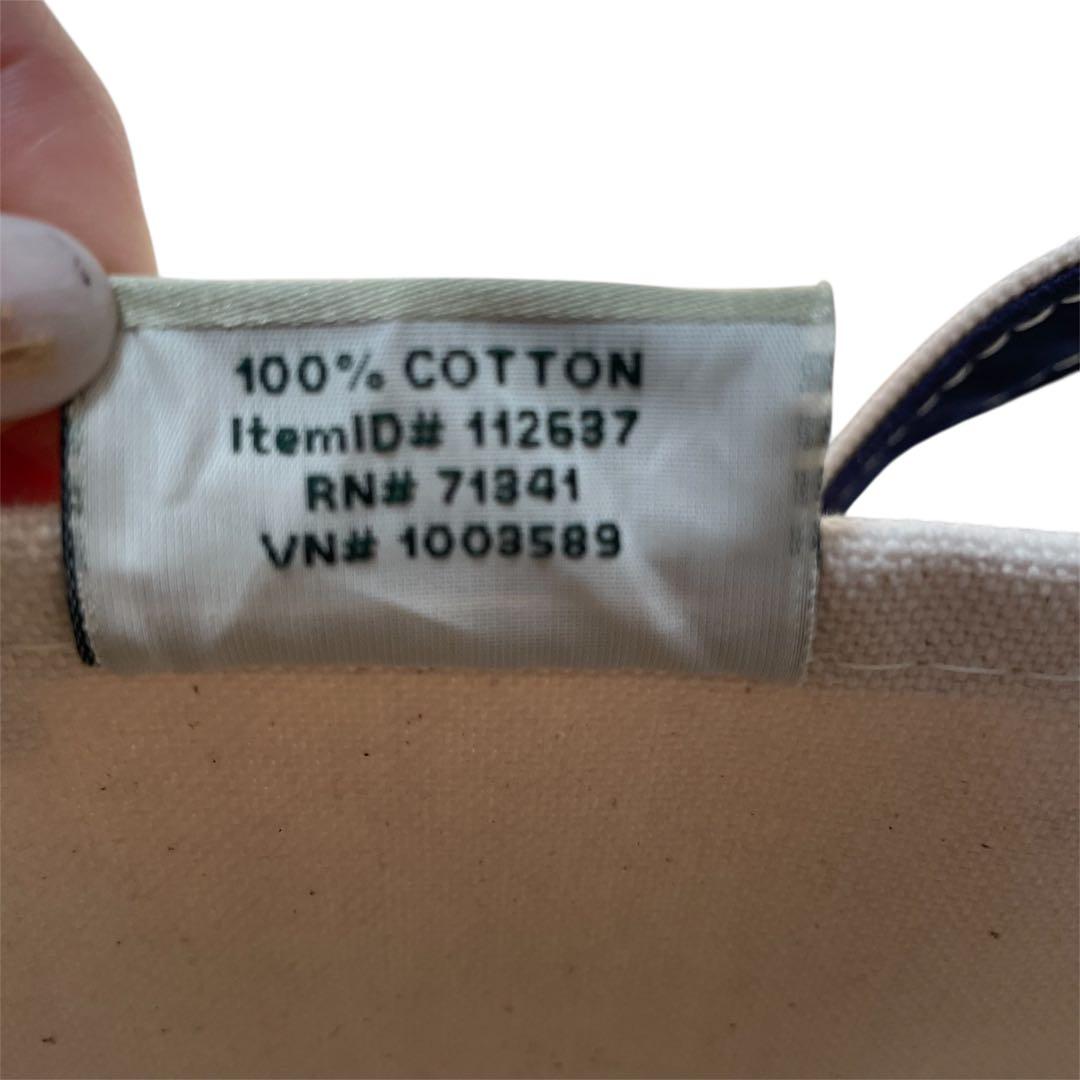 100% COTTON
ItemID# 112637
RN# 71341
VN# 1003589